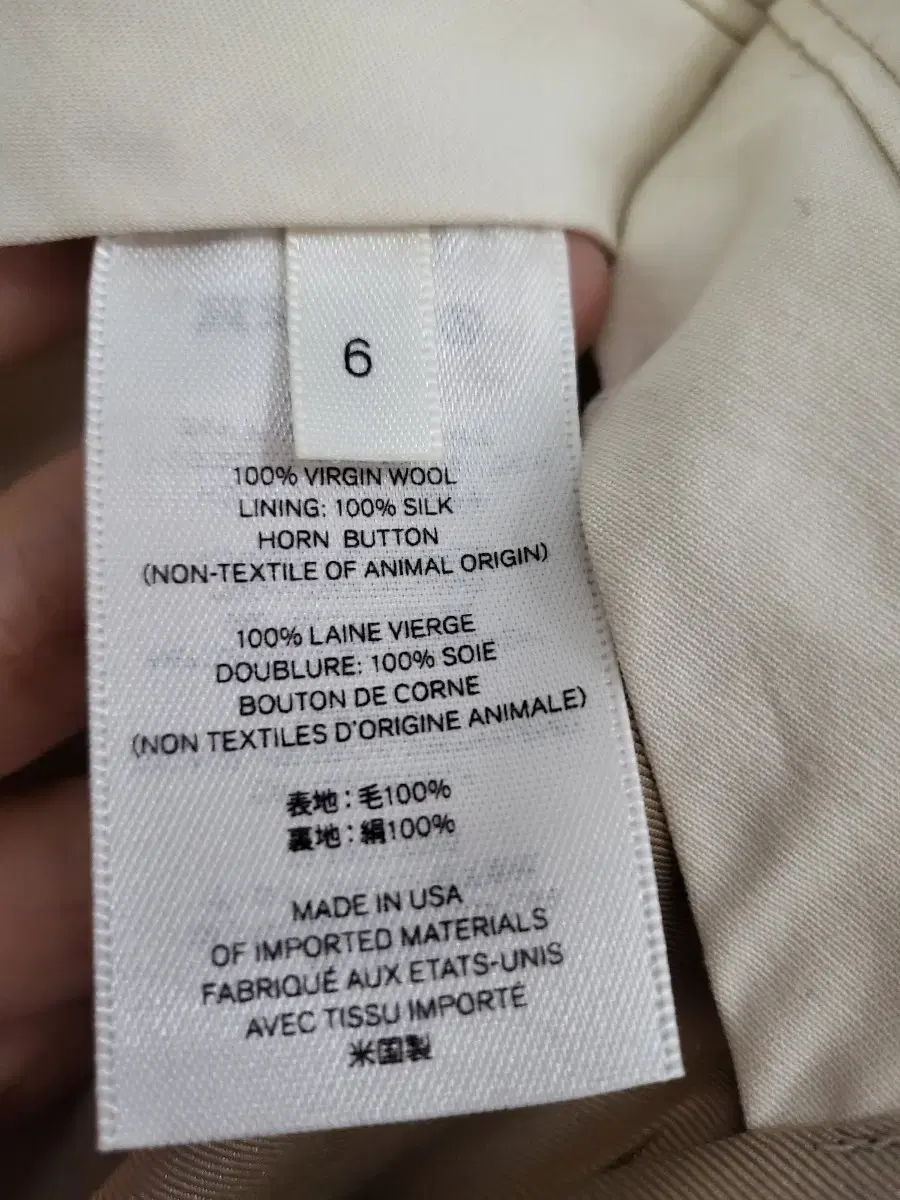 6
100% VIRGIN WOOL
LINING: 100% SILK
HORN BUTTON
(NON-TEXTILE OF ANIMAL ORIGIN)
100% LAINE VIERGE
DOUBLURE: 100% SOIE
BOUTON DE CORNE
(NON TEXTILES D'ORIGINE ANIMALE)
表地:毛100%
裏地:絹100%
MADE IN USA
OF IMPORTED MATERIALS
FABRIQUÉ AUX ETATS-UNIS
AVEC TISSU IMPORTÉ
米国製